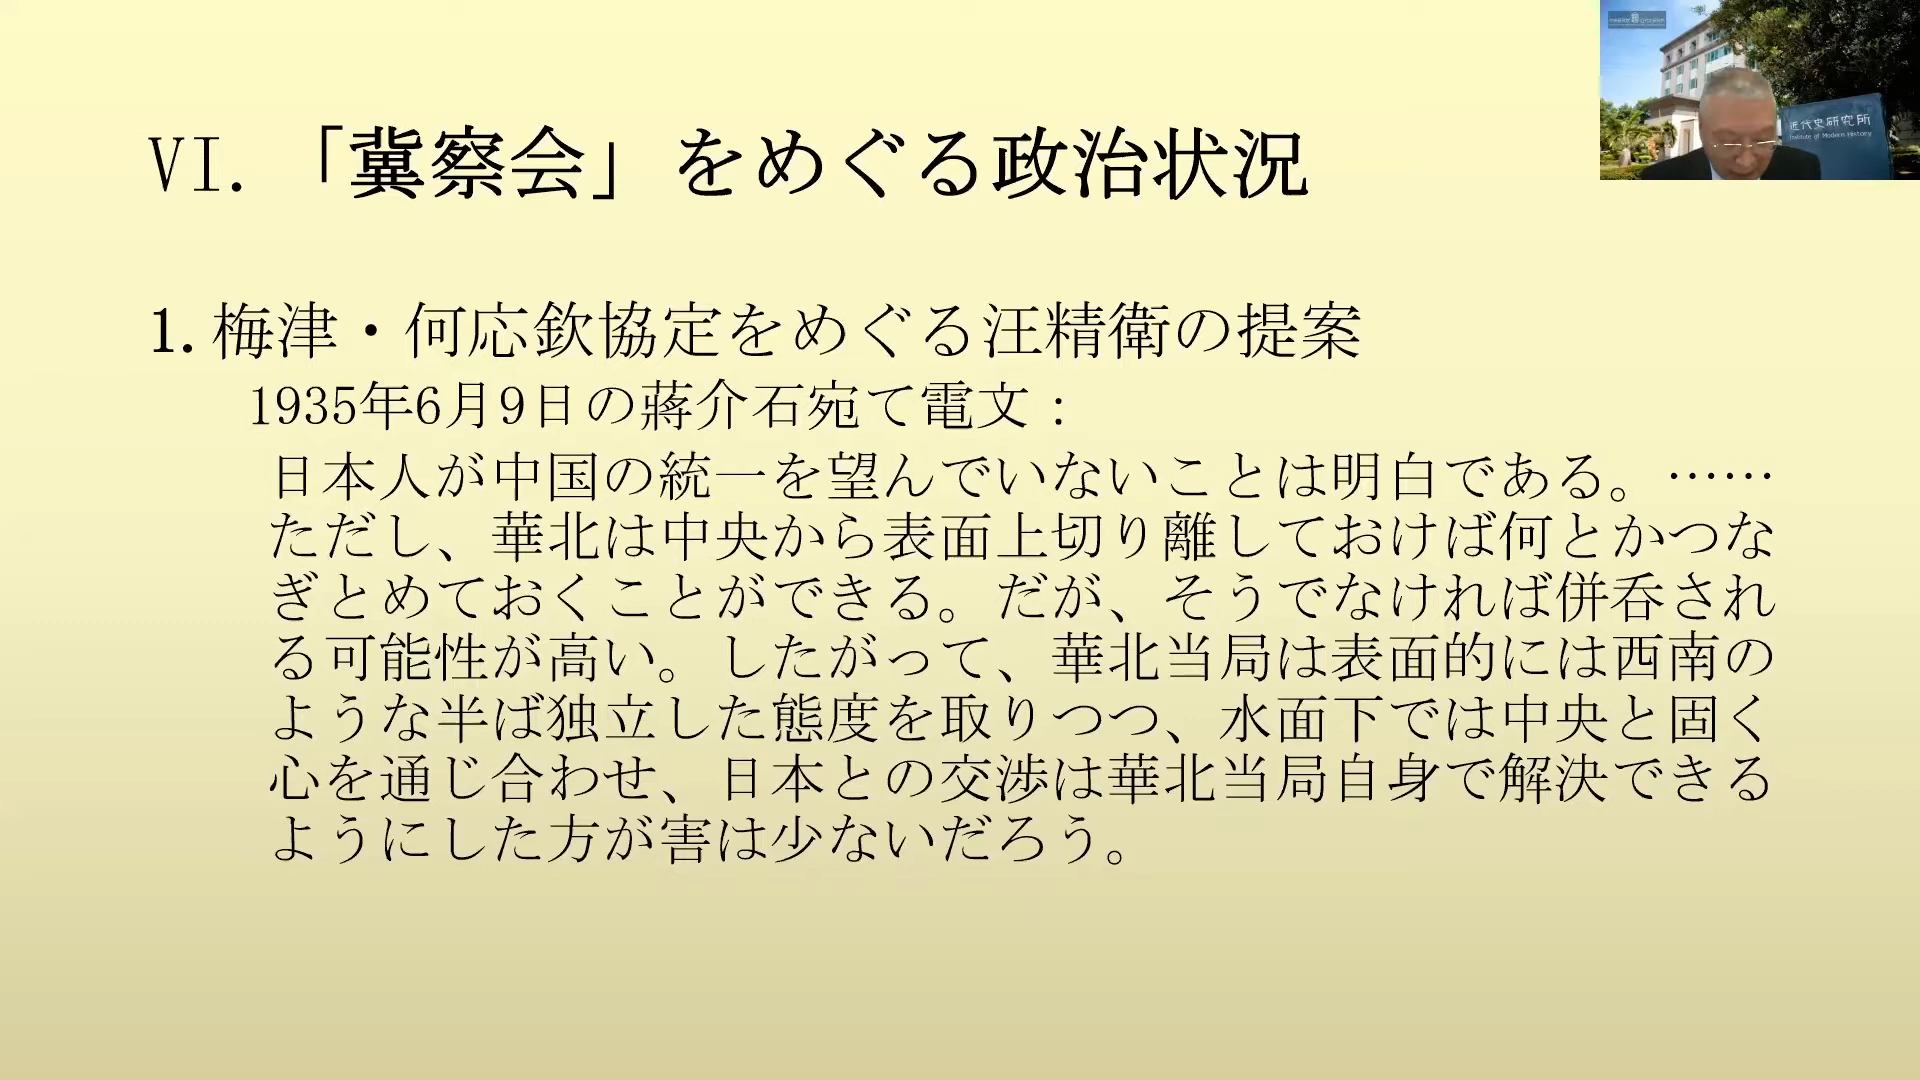 VI. 「冀察会」をめぐる政治状況
1.梅津・何応欽協定をめぐる汪精衛の提案
1935年6月9日の蔣介石宛て電文：
日本人が中国の統一を望んでいないことは明白である。……
ただし、華北は中央から表面上切り離しておけば何とかつな
ぎとめておくことができる。だが、そうでなければ併呑され
る可能性が高い。したがって、華北当局は表面的には西南の
ような半ば独立した態度を取りつつ、水面下では中央と固く
心を通じ合わせ、日本との交渉は華北当局自身で解決できる
ようにした方が害は少ないだろう。
近代史研究所
Institute of Modern History